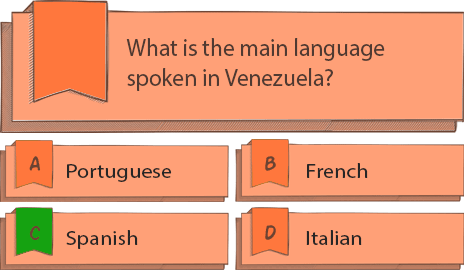 What is the main language
spoken in Venezuela?
A Portuguese
B French
C Spanish
D Italian